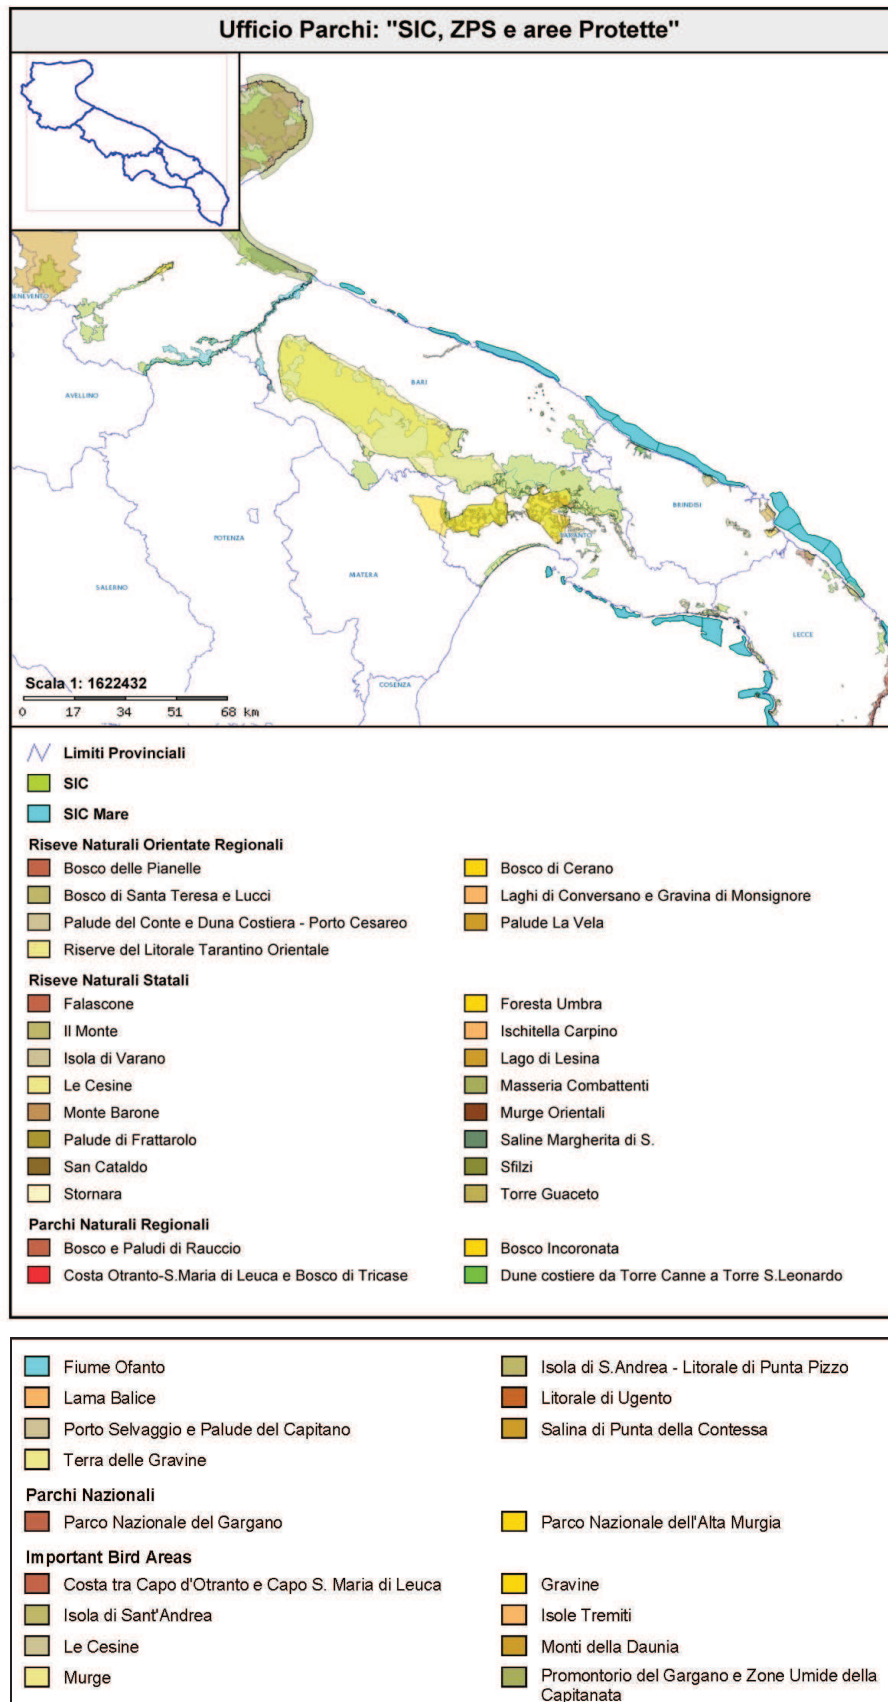 Ufficio Parchi: "SIC, ZPS e aree Protette"
BENEVENTO
AVELLINO
BARI
BRINDISI
TARANTO
POTENZA
MATERA
SALERNO
LECCE
COSENZA
Scala 1: 1622432
0 17 34 51 68 km
Limiti Provinciali
SIC
SIC Mare
Riseve Naturali Orientate Regionali
Bosco delle Pianelle
Bosco di Cerano
Bosco di Santa Teresa e Lucci
Laghi di Conversano e Gravina di Monsignore
Palude del Conte e Duna Costiera - Porto Cesareo
Palude La Vela
Riserve del Litorale Tarantino Orientale
Riseve Naturali Statali
Falascone
Foresta Umbra
Il Monte
Ischitella Carpino
Isola di Varano
Lago di Lesina
Le Cesine
Masseria Combattenti
Monte Barone
Murge Orientali
Palude di Frattarolo
Saline Margherita di S.
San Cataldo
Sfilzi
Stornara
Torre Guaceto
Parchi Naturali Regionali
Bosco e Paludi di Rauccio
Bosco Incoronata
Costa Otranto-S.Maria di Leuca e Bosco di Tricase
Dune costiere da Torre Canne a Torre S.Leonardo
Fiume Ofanto
Isola di S.Andrea - Litorale di Punta Pizzo
Lama Balice
Litorale di Ugento
Porto Selvaggio e Palude del Capitano
Salina di Punta della Contessa
Terra delle Gravine
Parchi Nazionali
Parco Nazionale del Gargano
Parco Nazionale dell'Alta Murgia
Important Bird Areas
Costa tra Capo d'Otranto e Capo S. Maria di Leuca
Gravine
Isola di Sant'Andrea
Isole Tremiti
Le Cesine
Monti della Daunia
Murge
Promontorio del Gargano e Zone Umide della
Capitanata